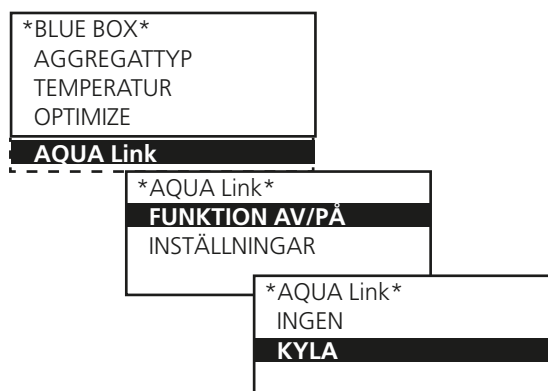 *BLUE BOX*
AGGREGATTYP
TEMPERATUR
OPTIMIZE
AQUA Link
*AQUA Link*
FUNKTION AV/PÅ
INSTÄLLNINGAR
*AQUA Link*
INGEN
KYLA